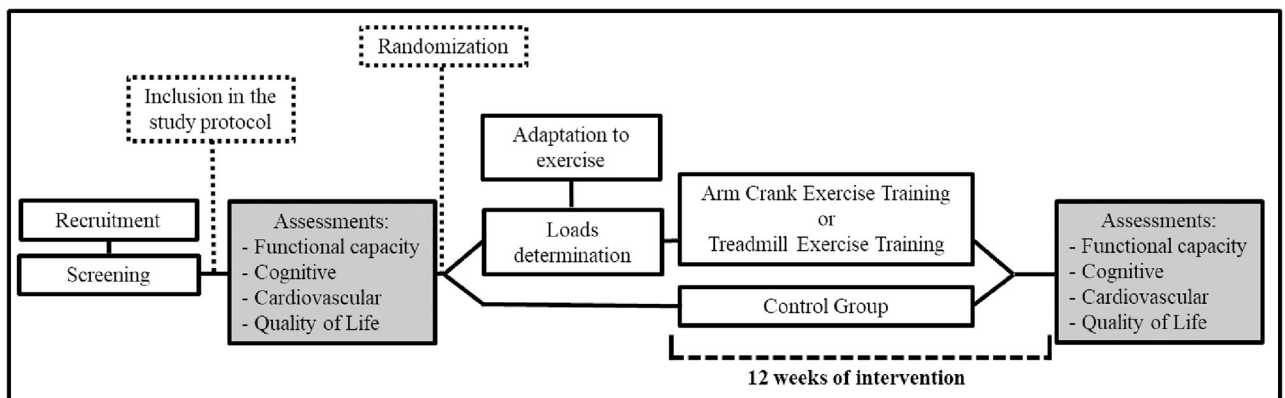 Randomization
Inclusion in the
study protocol
Recruitment
Screening
Assessments:
- Functional capacity
- Cognitive
- Cardiovascular
- Quality of Life
Adaptation to
exercise
Loads
determination
Arm Crank Exercise Training
or
Treadmill Exercise Training
Control Group
12 weeks of intervention
Assessments:
- Functional capacity
- Cognitive
- Cardiovascular
- Quality of Life